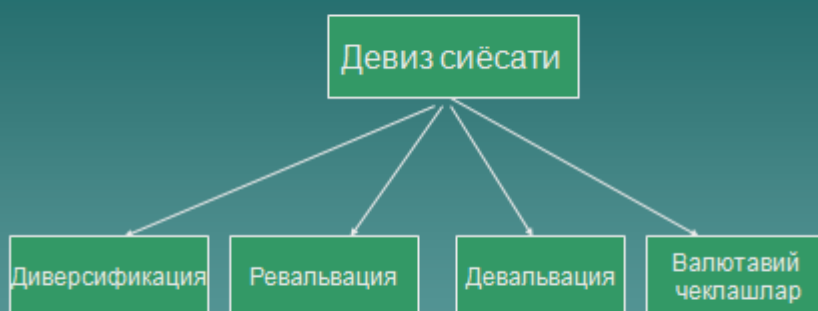 Девиз сиёсати
Диверсификация
Ревальвация
Девальвация
Валютавий
чеклашлар